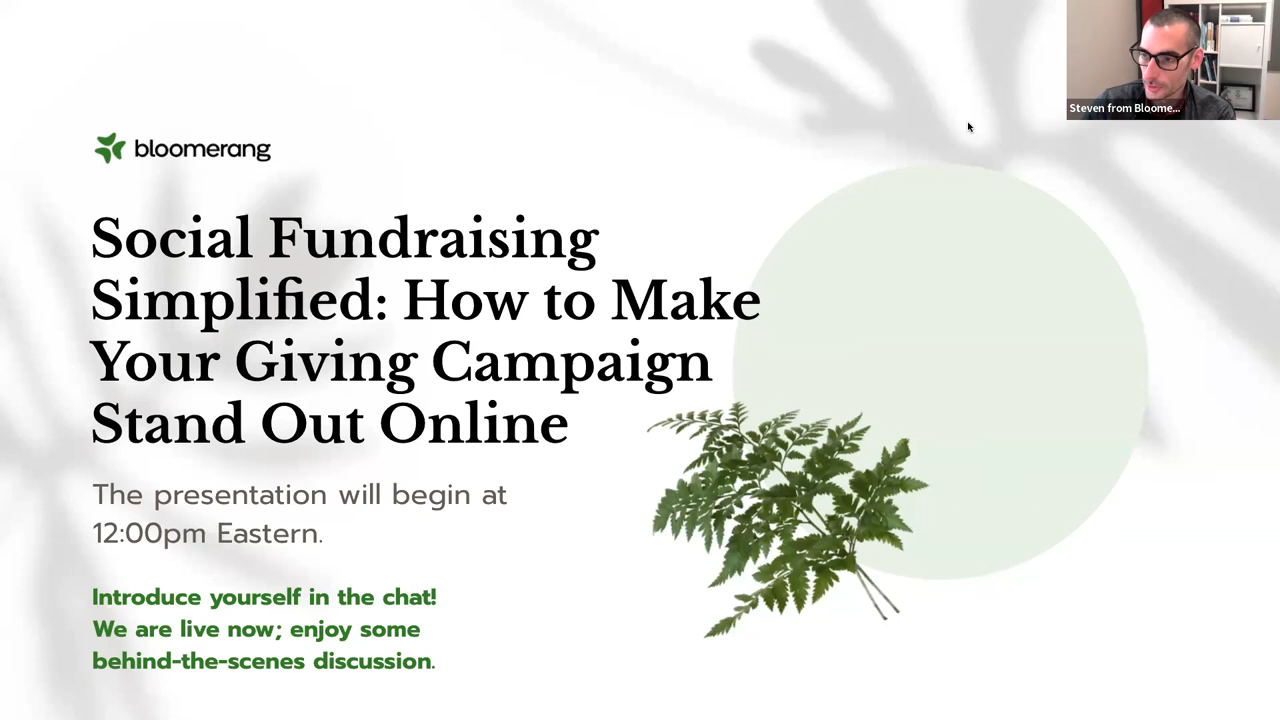 Steven from Bloome...
bloomerang
Social Fundraising
Simplified: How to Make
Your Giving Campaign
Stand Out Online
The presentation will begin at
12:00pm Eastern.
Introduce yourself in the chat!
We are live now; enjoy some
behind-the-scenes discussion.